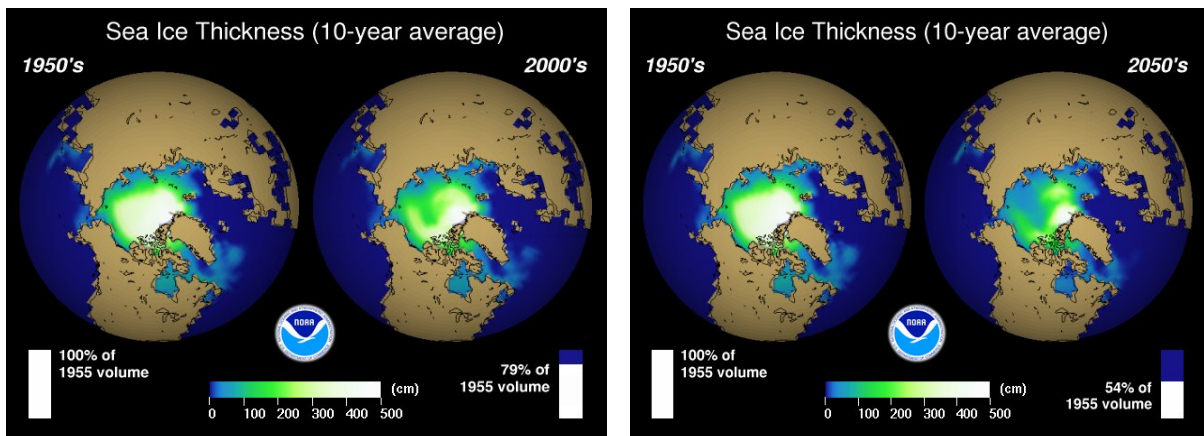 Sea Ice Thickness (10-year average)
1950's
2000's
NOAA
100% of
1955 volume
79% of
1955 volume
(cm)
0 100 200 300 400 500
Sea Ice Thickness (10-year average)
1950's
2050's
NOAA
100% of
1955 volume
54% of
1955 volume
(cm)
0 100 200 300 400 500